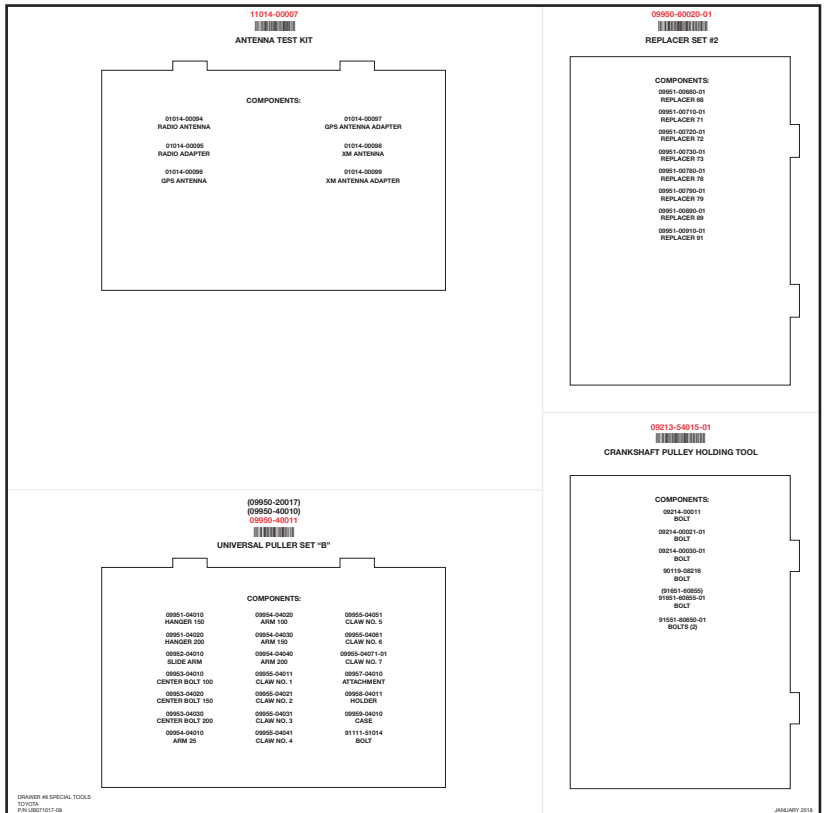 11014-00007
ANTENNA TEST KIT
COMPONENTS:
01014-00094
RADIO ANTENNA
01014-00095
RADIO ADAPTER
01014-00096
GPS ANTENNA
01014-00097
GPS ANTENNA ADAPTER
01014-00098
XM ANTENNA
01014-00099
XM ANTENNA ADAPTER
09950-60020-01
REPLACER SET #2
COMPONENTS:
09951-00680-01
REPLACER 68
09951-00710-01
REPLACER 71
09951-00720-01
REPLACER 72
09951-00730-01
REPLACER 73
09951-00780-01
REPLACER 78
09951-00790-01
REPLACER 79
09951-00890-01
REPLACER 89
09951-00910-01
REPLACER 91
(09950-20017)
(09950-40010)
09950-40011
UNIVERSAL PULLER SET “B”
COMPONENTS:
09951-04010
HANGER 150
09951-04020
HANGER 200
09952-04010
SLIDE ARM
09953-04010
CENTER BOLT 100
09953-04020
CENTER BOLT 150
09953-04030
CENTER BOLT 200
09954-04010
ARM 25
09954-04020
ARM 100
09954-04030
ARM 150
09954-04040
ARM 200
09955-04011
CLAW NO. 1
09955-04021
CLAW NO. 2
09955-04031
CLAW NO. 3
09955-04041
CLAW NO. 4
09955-04051
CLAW NO. 5
09955-04061
CLAW NO. 6
09955-04071-01
CLAW NO. 7
09957-04010
ATTACHMENT
09958-04011
HOLDER
09959-04010
CASE
91111-51014
BOLT
09213-54015-01
CRANKSHAFT PULLEY HOLDING TOOL
COMPONENTS:
09214-00011
BOLT
09214-00021-01
BOLT
09214-00030-01
BOLT
90119-08216
BOLT
(91651-60855)
91651-60855-01
BOLT
91551-80650-01
BOLTS (2)
DRAWER #8 SPECIAL TOOLS
TOYOTA
P/N UB071017-08
JANUARY 2018